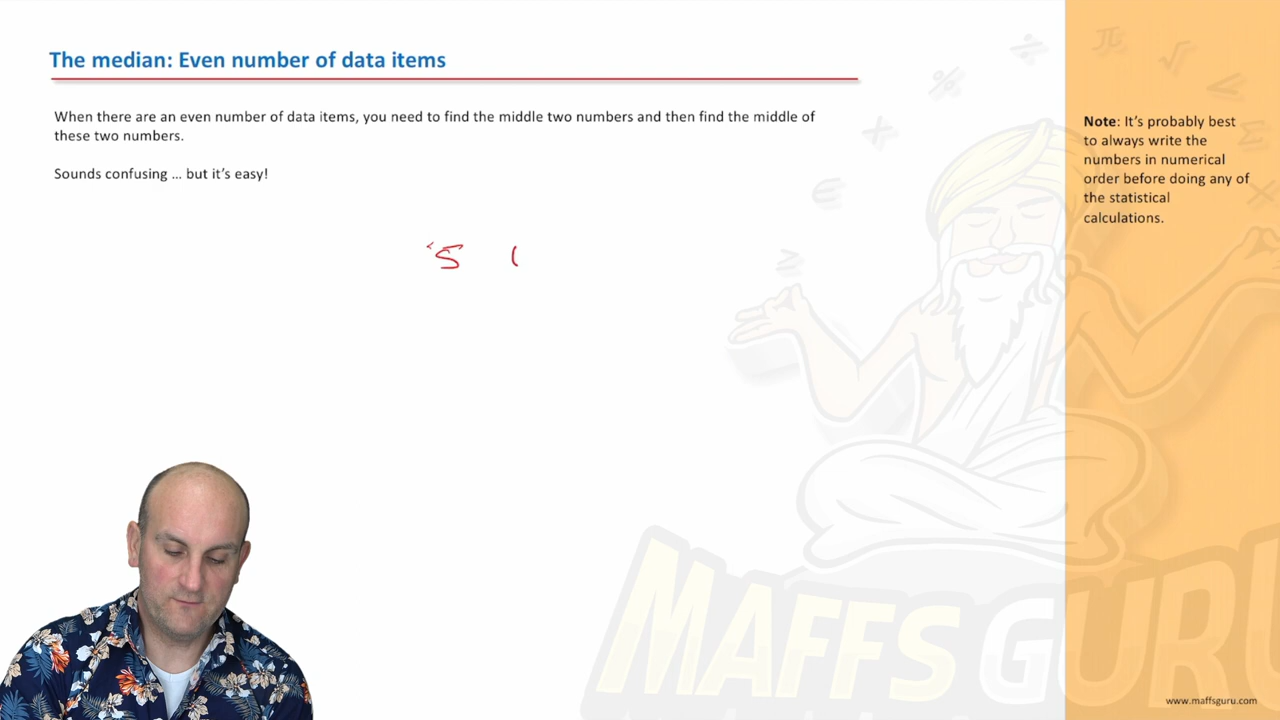 The median: Even number of data items
When there are an even number of data items, you need to find the middle two numbers and then find the middle of
these two numbers.
Sounds confusing … but it's easy!
5 (
Note: It's probably best
to always write the
numbers in numerical
order before doing any of
the statistical
calculations.
MAFFS GURU
www.maffsguru.com